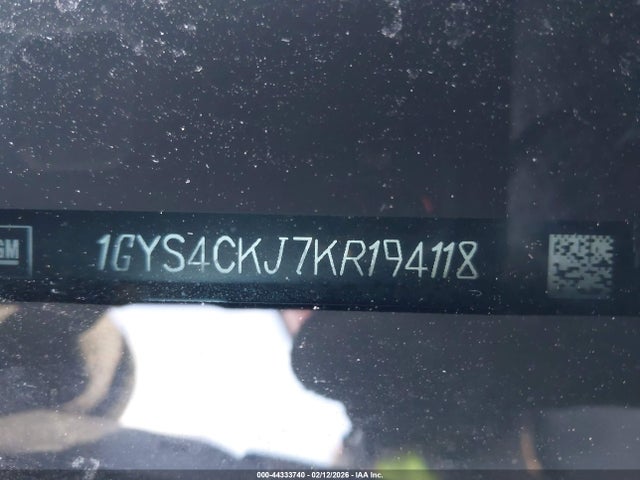 GM
1GYS4CKJ7KR194118
000-44333740 - 02/12/2026 - IAA Inc.